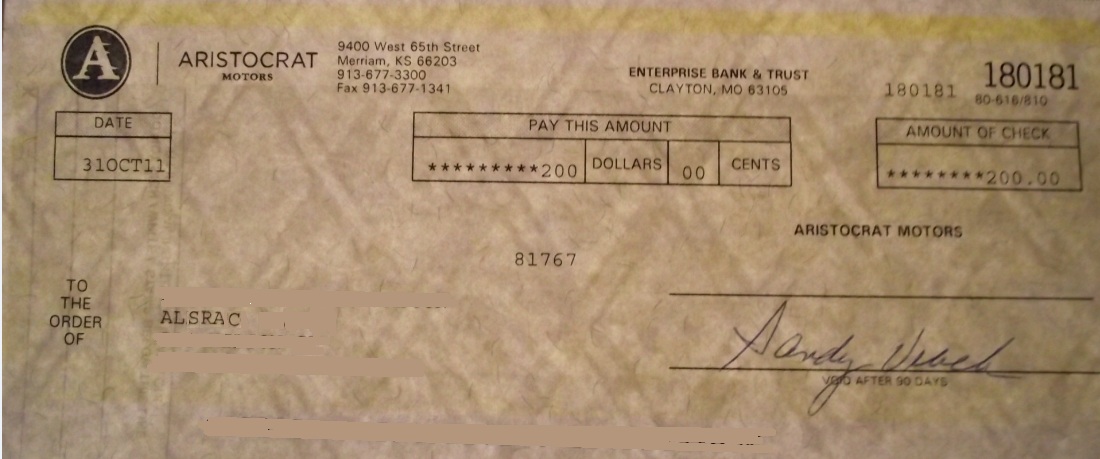 A
ARISTOCRAT
MOTORS
9400 West 65th Street
Merriam, KS 66203
913-677-3300
Fax 913-677-1341
ENTERPRISE BANK & TRUST
CLAYTON, MO 63105
180181
180181
80-616/810
DATE
31OCT11
PAY THIS AMOUNT
*********200 DOLLARS 00 CENTS
AMOUNT OF CHECK
********200.00
ARISTOCRAT MOTORS
81767
TO
THE
ORDER
OF
ALSRAC
Sandy
VOID AFTER 90 DAYS